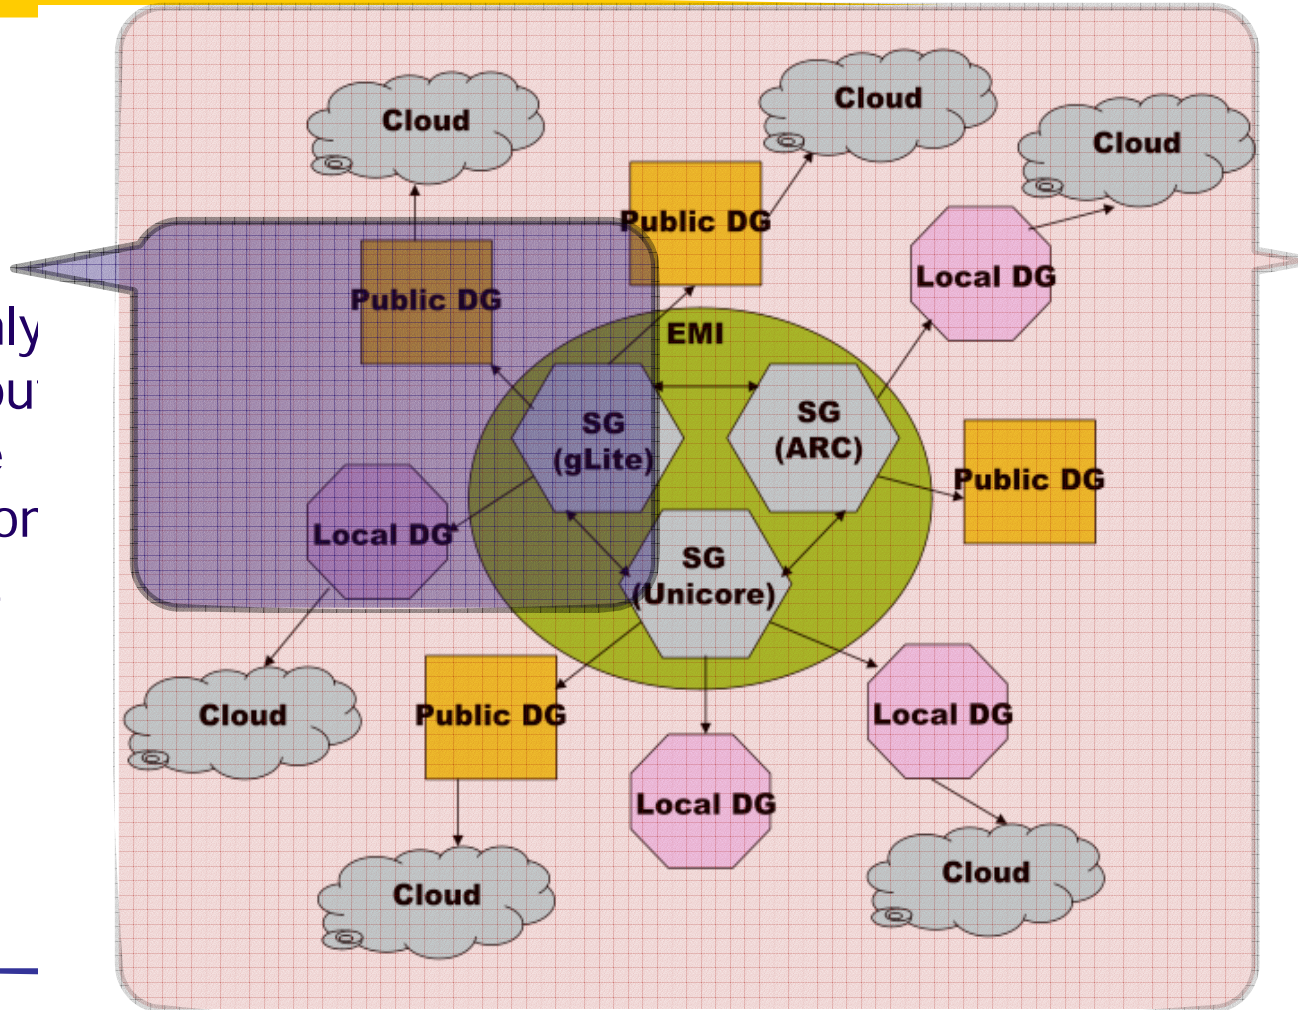 Cloud
Cloud
Cloud
Public DG
Local DG
Public DG
EMI
SG
(gLite)
SG
(ARC)
Public DG
Local DG
SG
(Unicore)
Cloud
Public DG
Local DG
Local DG
Cloud
Cloud